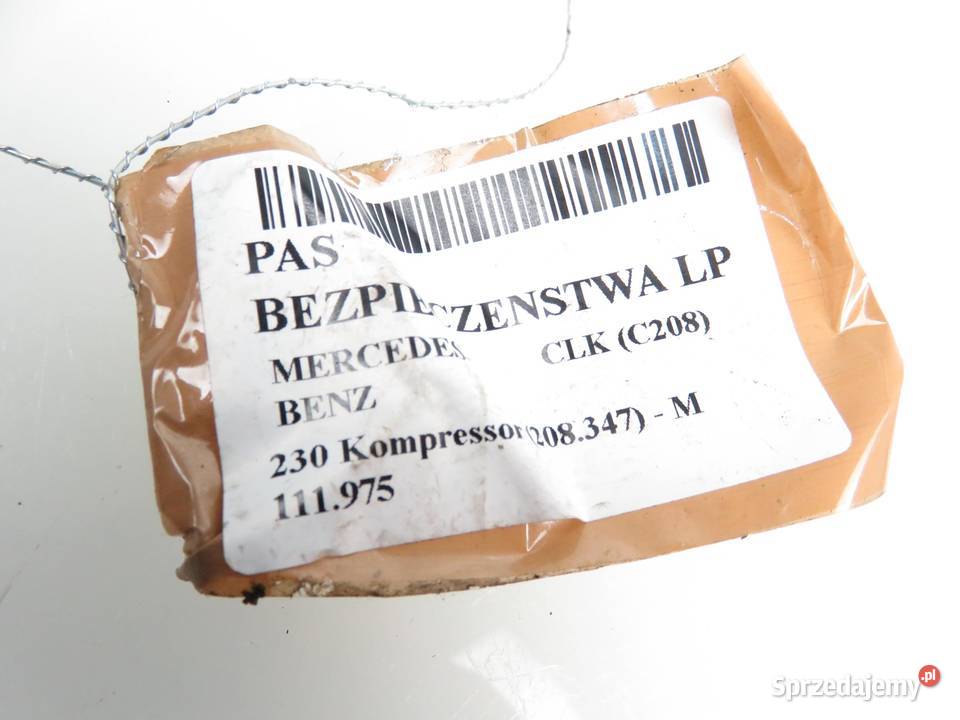 PAS
BEZPIECZENSTWA LP
MERCEDES CLK (C208)
BENZ
230 Kompressor (208.347) - M
111.975
Sprzedajemy.pl